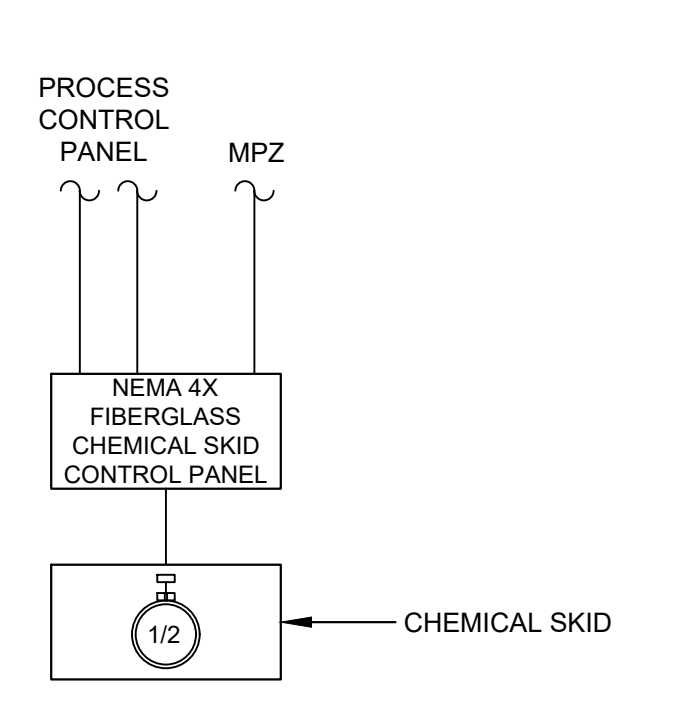 PROCESS
CONTROL
PANEL
MPZ
NEMA 4X
FIBERGLASS
CHEMICAL SKID
CONTROL PANEL
1/2
CHEMICAL SKID